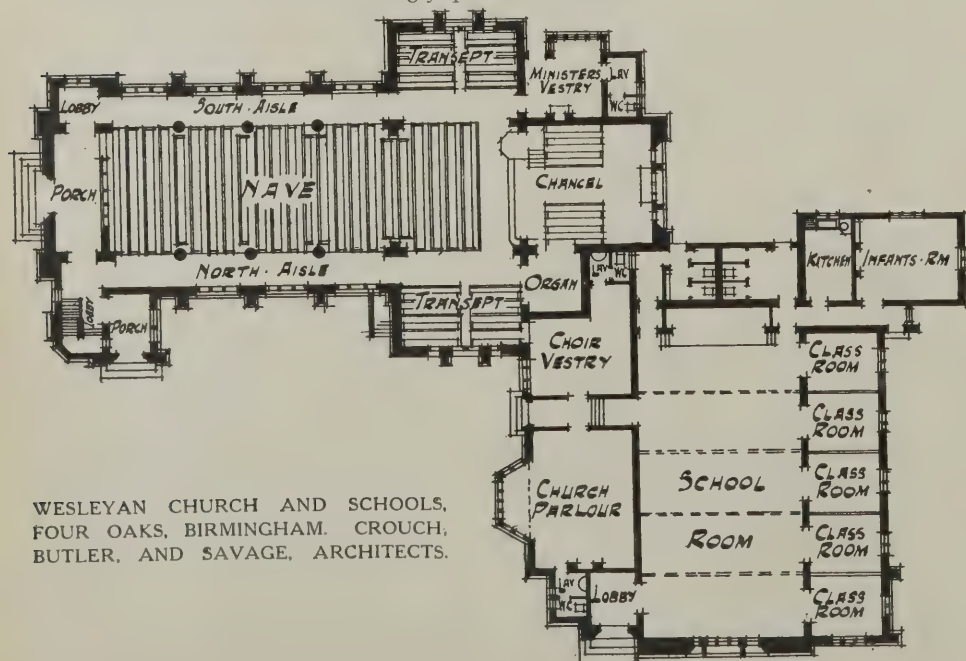 TRANSEPT
MINISTERS
VESTRY
LAV
WC
LOBBY
SOUTH·AISLE
PORCH
NAVE
CHANCEL
NORTH·AISLE
ORGAN
LAV
WC
KITCHEN
INFANTS·RM
LOBBY
PORCH
TRANSEPT
CHOIR
VESTRY
CLASS
ROOM
CLASS
ROOM
CHURCH
PARLOUR
SCHOOL
ROOM
CLASS
ROOM
CLASS
ROOM
CLASS
ROOM
LAV
WC
LOBBY
WESLEYAN CHURCH AND SCHOOLS,
FOUR OAKS, BIRMINGHAM. CROUCH,
BUTLER, AND SAVAGE, ARCHITECTS.